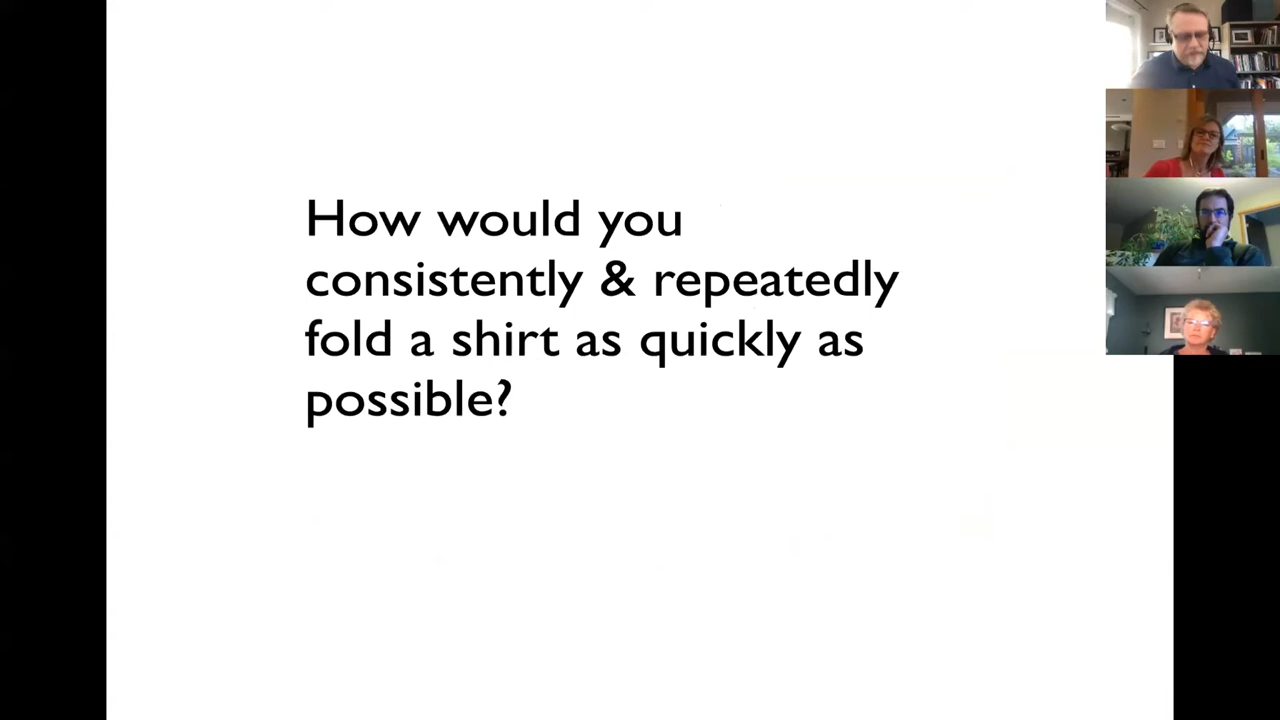 How would you
consistently & repeatedly
fold a shirt as quickly as
possible?